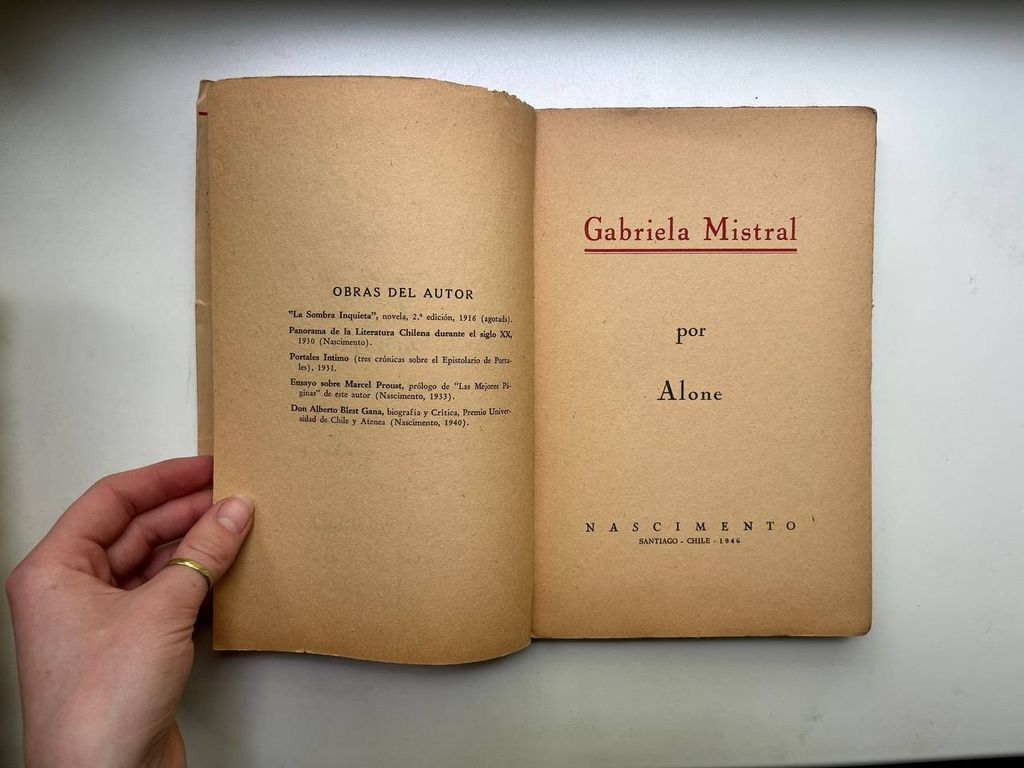 OBRAS DEL AUTOR
"La Sombra Inquieta", novela, 2.ª edición, 1916 (agotada).
Panorama de la Literatura Chilena durante el siglo XX,
1930 (Nascimento).
Portales Intimo (tres crónicas sobre el Epistolario de Porta-
les), 1931.
Ensayo sobre Marcel Proust, prólogo de "Las Mejores Pá-
ginas" de este autor (Nascimento, 1933).
Don Alberto Blest Gana, biografía y Crítica, Premio Univer-
sidad de Chile y Atenea (Nascimento, 1940).
Gabriela Mistral
por
Alone
NASCIMENTO
SANTIAGO - CHILE - 1946